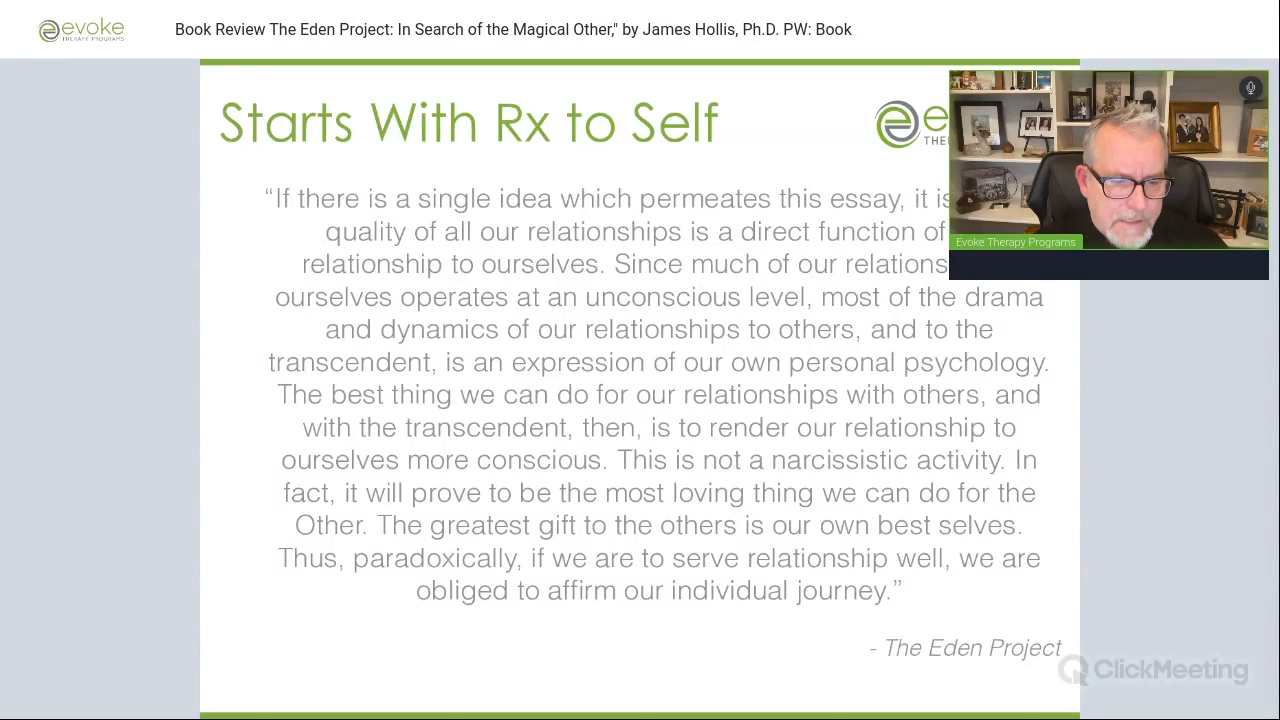 evoke
THERAPY PROGRAMS
Book Review The Eden Project: In Search of the Magical Other," by James Hollis, Ph.D. PW: Book
Starts With Rx to Self
e
THE
Evoke Therapy Programs
“If there is a single idea which permeates this essay, it is
quality of all our relationships is a direct function of
relationship to ourselves. Since much of our relations
ourselves operates at an unconscious level, most of the drama
and dynamics of our relationships to others, and to the
transcendent, is an expression of our own personal psychology.
The best thing we can do for our relationships with others, and
with the transcendent, then, is to render our relationship to
ourselves more conscious. This is not a narcissistic activity. In
fact, it will prove to be the most loving thing we can do for the
Other. The greatest gift to the others is our own best selves.
Thus, paradoxically, if we are to serve relationship well, we are
obliged to affirm our individual journey.”
- The Eden Project
ClickMeeting